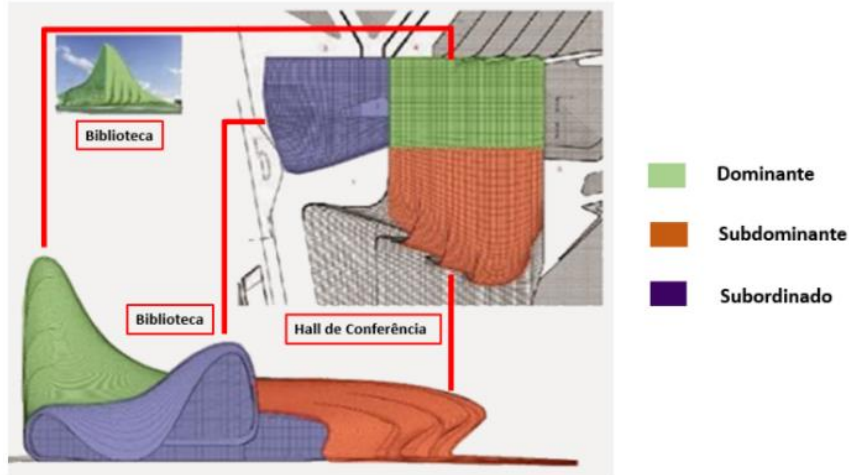 Biblioteca
Biblioteca
Hall de Conferência
Dominante
Subdominante
Subordinado